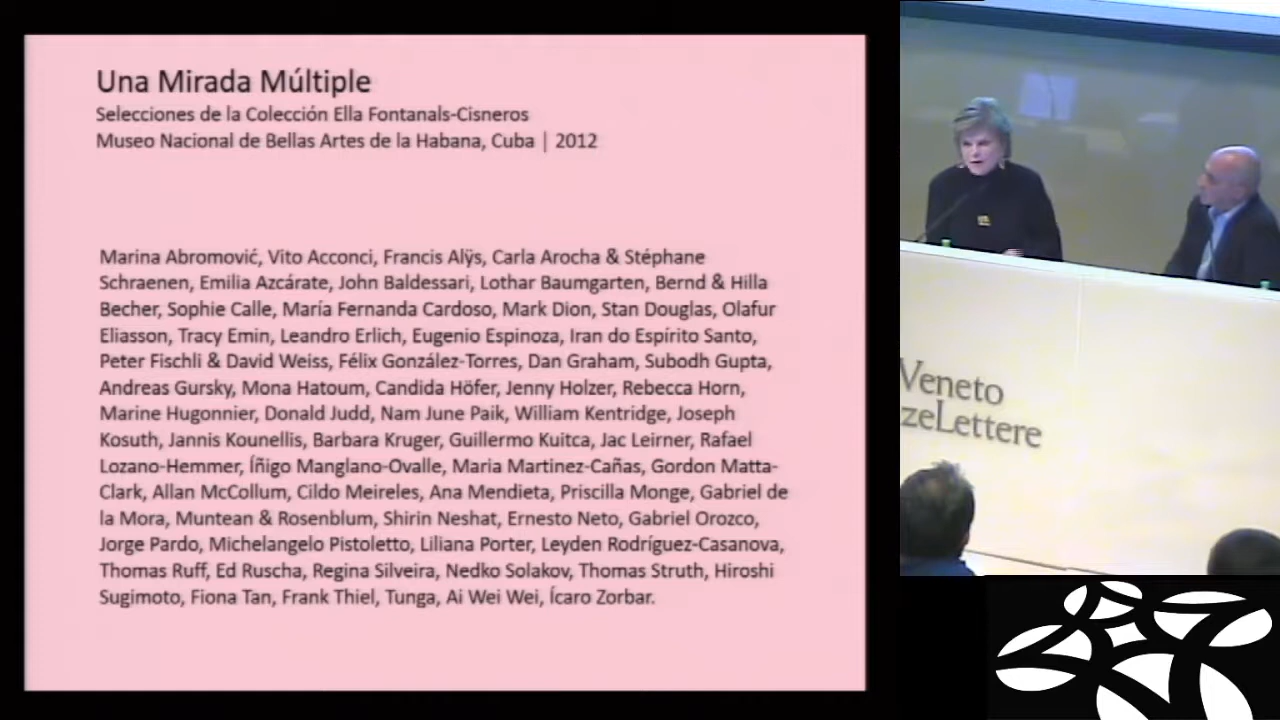 Una Mirada Múltiple
Selecciones de la Colección Ella Fontanals-Cisneros
Museo Nacional de Bellas Artes de la Habana, Cuba | 2012
Marina Abromović, Vito Acconci, Francis Alÿs, Carla Arocha & Stéphane
Schraenen, Emilia Azcárate, John Baldessari, Lothar Baumgarten, Bernd & Hilla
Becher, Sophie Calle, María Fernanda Cardoso, Mark Dion, Stan Douglas, Olafur
Eliasson, Tracy Emin, Leandro Erlich, Eugenio Espinoza, Iran do Espírito Santo,
Peter Fischli & David Weiss, Félix González-Torres, Dan Graham, Subodh Gupta,
Andreas Gursky, Mona Hatoum, Candida Höfer, Jenny Holzer, Rebecca Horn,
Marine Hugonnier, Donald Judd, Nam June Paik, William Kentridge, Joseph
Kosuth, Jannis Kounellis, Barbara Kruger, Guillermo Kuitca, Jac Leirner, Rafael
Lozano-Hemmer, Íñigo Manglano-Ovalle, Maria Martinez-Cañas, Gordon Matta-
Clark, Allan McCollum, Cildo Meireles, Ana Mendieta, Priscilla Monge, Gabriel de
la Mora, Muntean & Rosenblum, Shirin Neshat, Ernesto Neto, Gabriel Orozco,
Jorge Pardo, Michelangelo Pistoletto, Liliana Porter, Leyden Rodríguez-Casanova,
Thomas Ruff, Ed Ruscha, Regina Silveira, Nedko Solakov, Thomas Struth, Hiroshi
Sugimoto, Fiona Tan, Frank Thiel, Tunga, Ai Wei Wei, Ícaro Zorbar.
Veneto
zeLettere